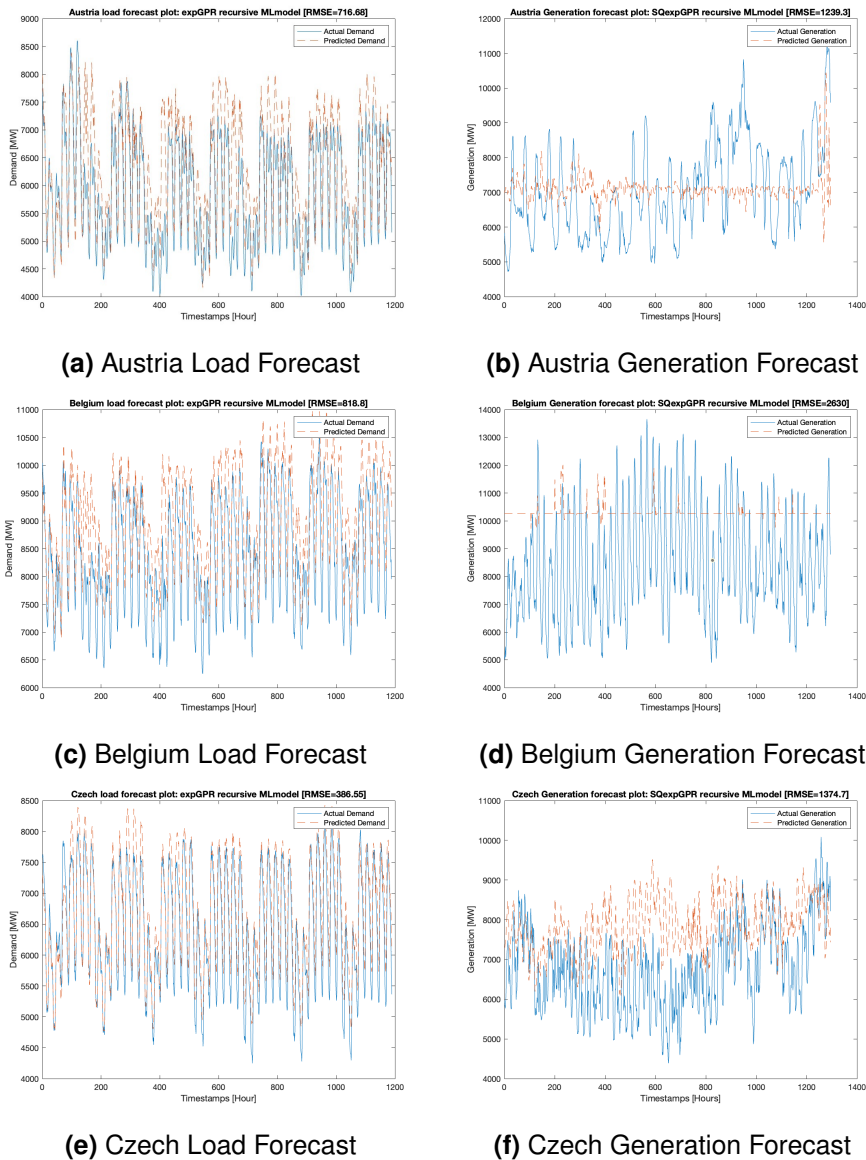 Austria load forecast plot: expGPR recursive MLmodel [RMSE=716.68]
9000
8500
8000
7500
7000
6500
6000
5500
5000
4500
4000
Demand [MW]
Actual Demand
Predicted Demand
0 200 400 600 800 1000 1200
Timestamps [Hour]
(a) Austria Load Forecast
Austria Generation forecast plot: SQexpGPR recursive MLmodel [RMSE=1239.3]
12000
11000
10000
9000
8000
7000
6000
5000
4000
Generation [MW]
Actual Generation
Predicted Generation
0 200 400 600 800 1000 1200 1400
Timestamps [Hours]
(b) Austria Generation Forecast
Belgium load forecast plot: expGPR recursive MLmodel [RMSE=818.8]
11000
10500
10000
9500
9000
8500
8000
7500
7000
6500
6000
Demand [MW]
Actual Demand
Predicted Demand
0 200 400 600 800 1000 1200
Timestamps [Hour]
(c) Belgium Load Forecast
Belgium Generation forecast plot: SQexpGPR recursive MLmodel [RMSE=2630]
14000
13000
12000
11000
10000
9000
8000
7000
6000
5000
4000
Generation [MW]
Actual Generation
Predicted Generation
0 200 400 600 800 1000 1200 1400
Timestamps [Hours]
(d) Belgium Generation Forecast
Czech load forecast plot: expGPR recursive MLmodel [RMSE=386.55]
8500
8000
7500
7000
6500
6000
5500
5000
4500
4000
Demand [MW]
Actual Demand
Predicted Demand
0 200 400 600 800 1000 1200
Timestamps [Hour]
(e) Czech Load Forecast
Czech Generation forecast plot: SQexpGPR recursive MLmodel [RMSE=1374.7]
11000
10000
9000
8000
7000
6000
5000
4000
Generation [MW]
Actual Generation
Predicted Generation
0 200 400 600 800 1000 1200 1400
Timestamps [Hours]
(f) Czech Generation Forecast